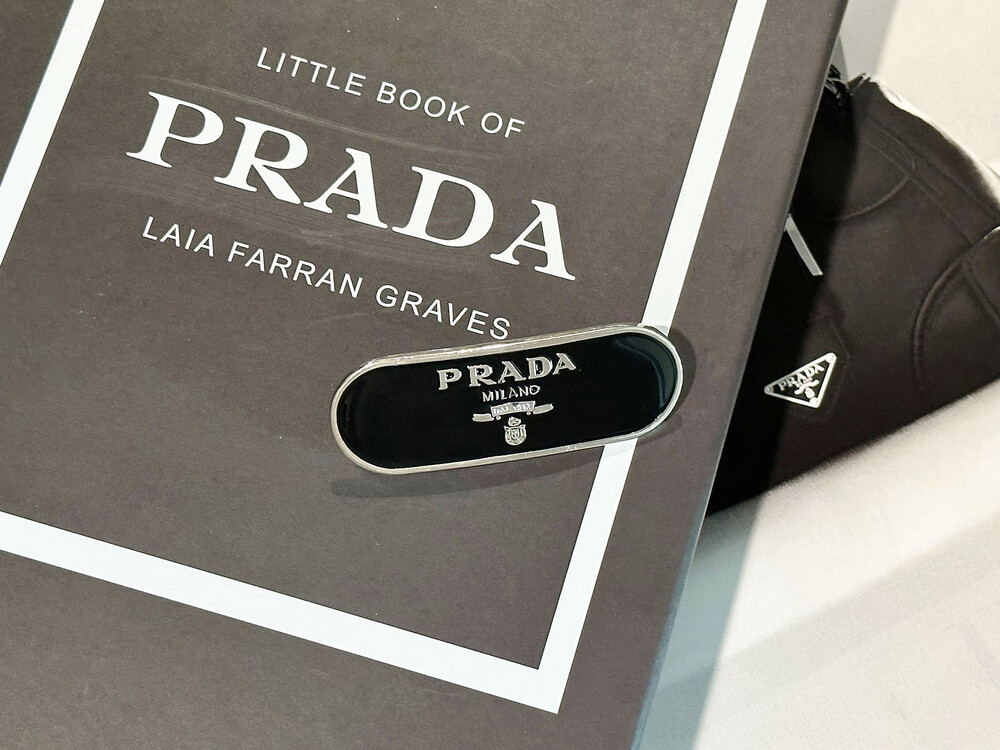 LITTLE BOOK OF
PRADA
LAIA FARRAN GRAVES
PRADA
MILANO
PRADA